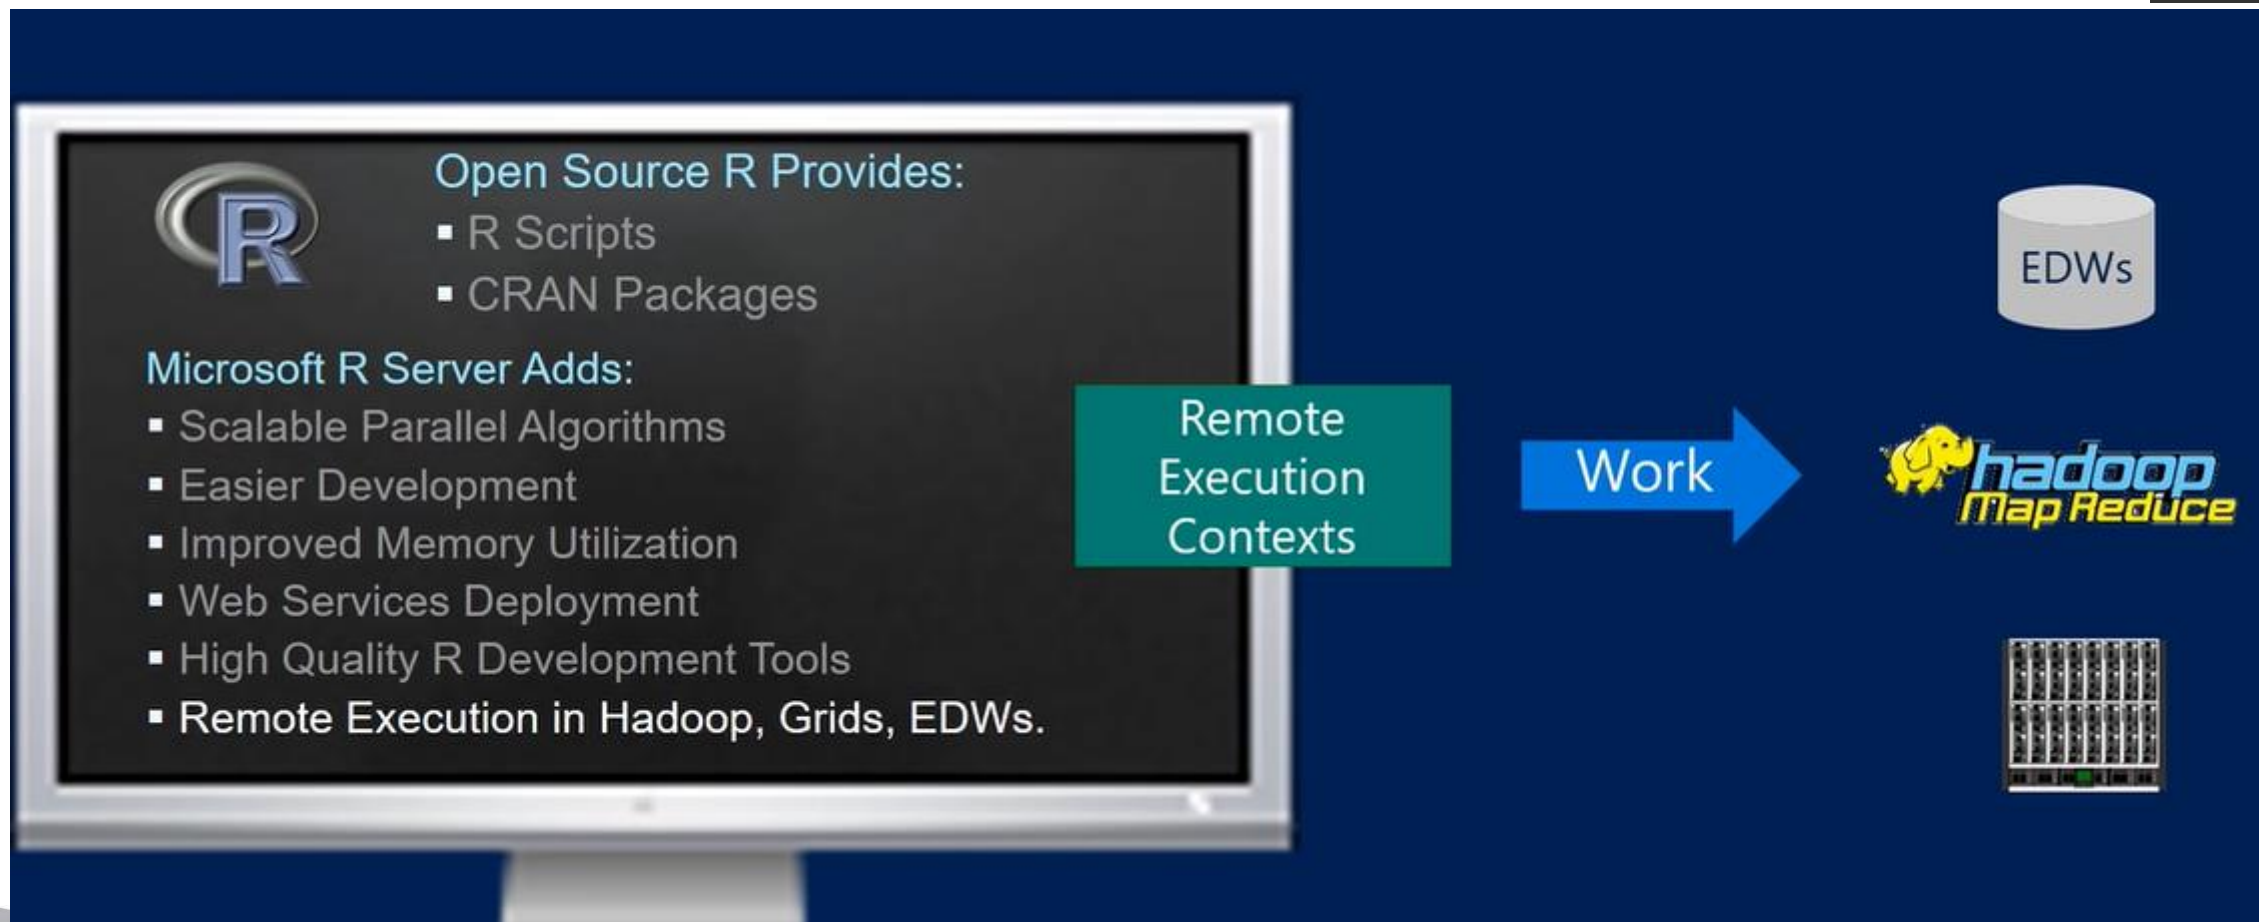 R
Open Source R Provides:
▪ R Scripts
▪ CRAN Packages
Microsoft R Server Adds:
▪ Scalable Parallel Algorithms
▪ Easier Development
▪ Improved Memory Utilization
▪ Web Services Deployment
▪ High Quality R Development Tools
▪ Remote Execution in Hadoop, Grids, EDWs.
Remote
Execution
Contexts
Work
EDWs
hadoop
Map Reduce